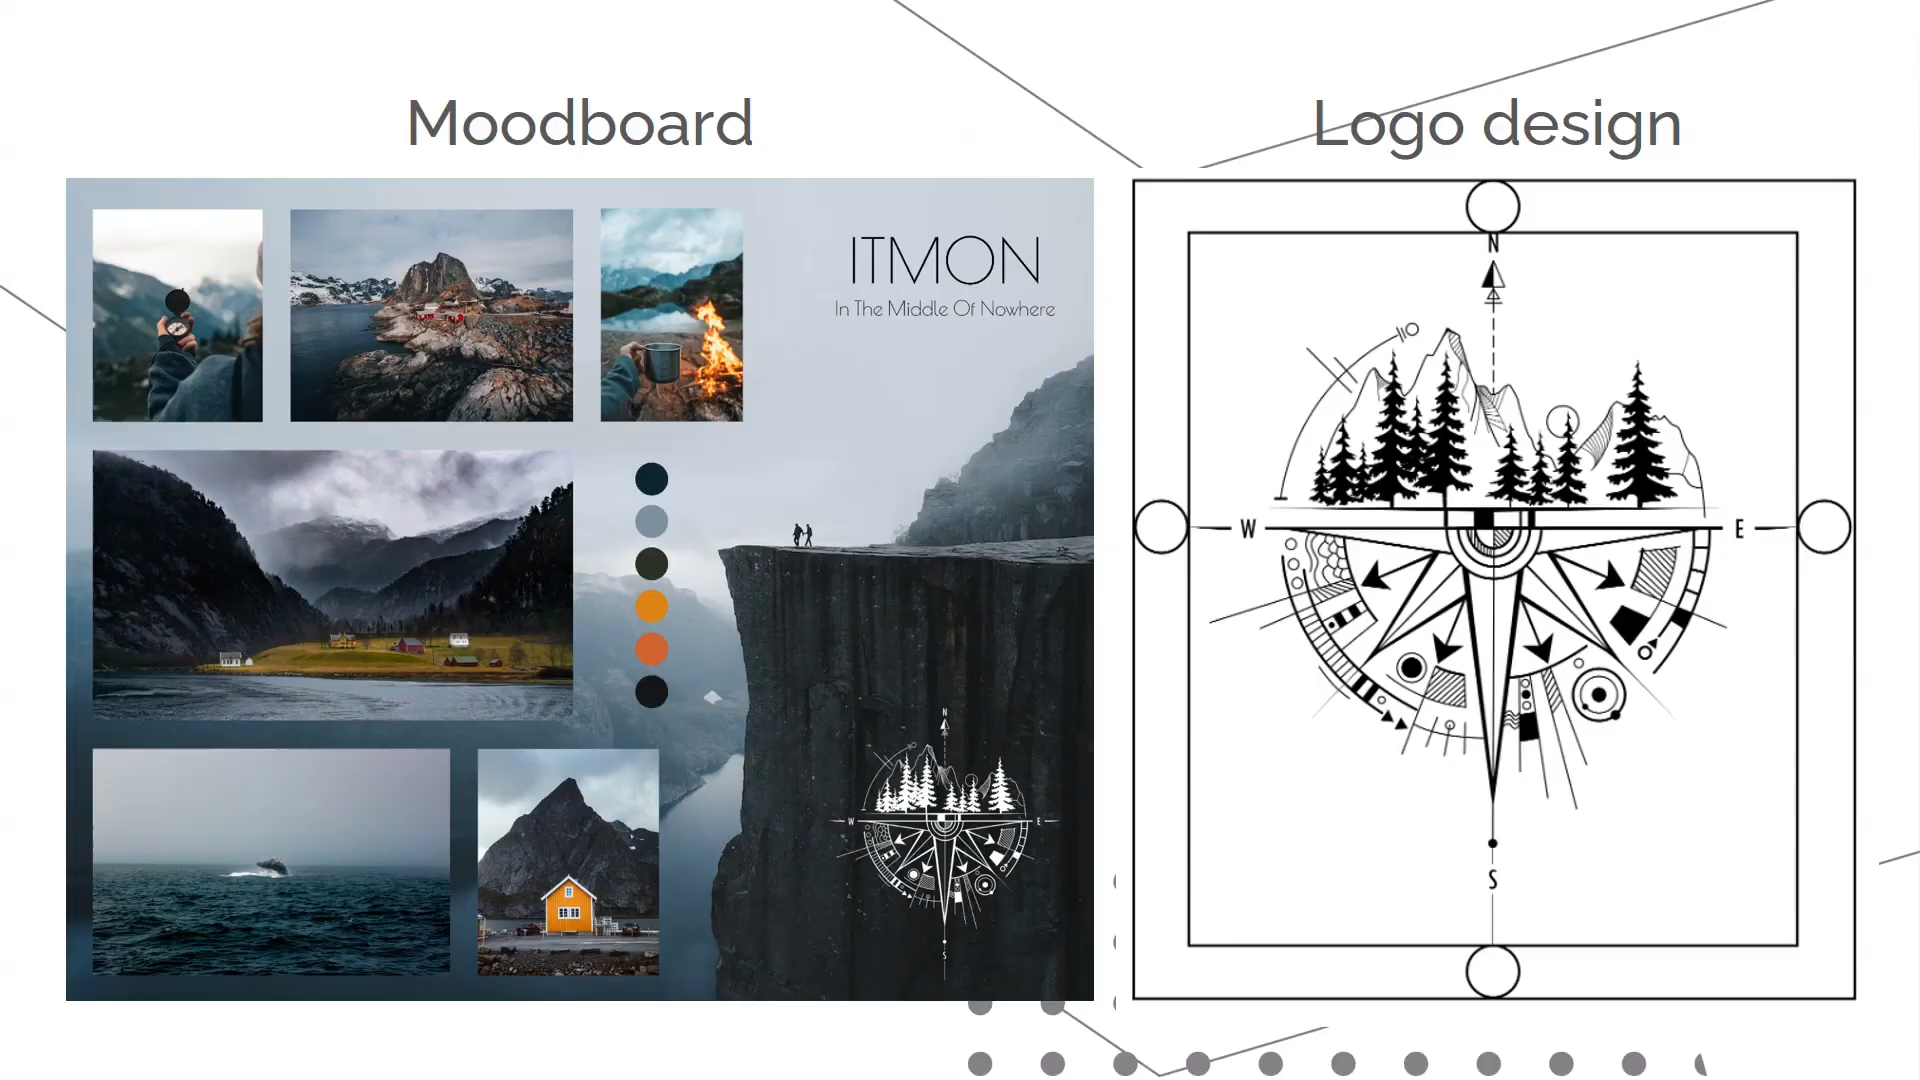 Moodboard
Logo design
ITMON
In The Middle Of Nowhere
N
W
E
S
N
W
E
S